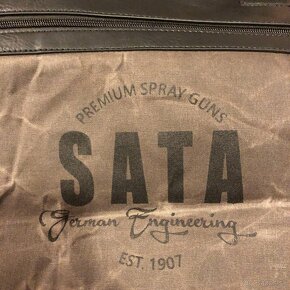 PREMIUM SPRAY GUNS
SATA
German Engineering
EST. 1907